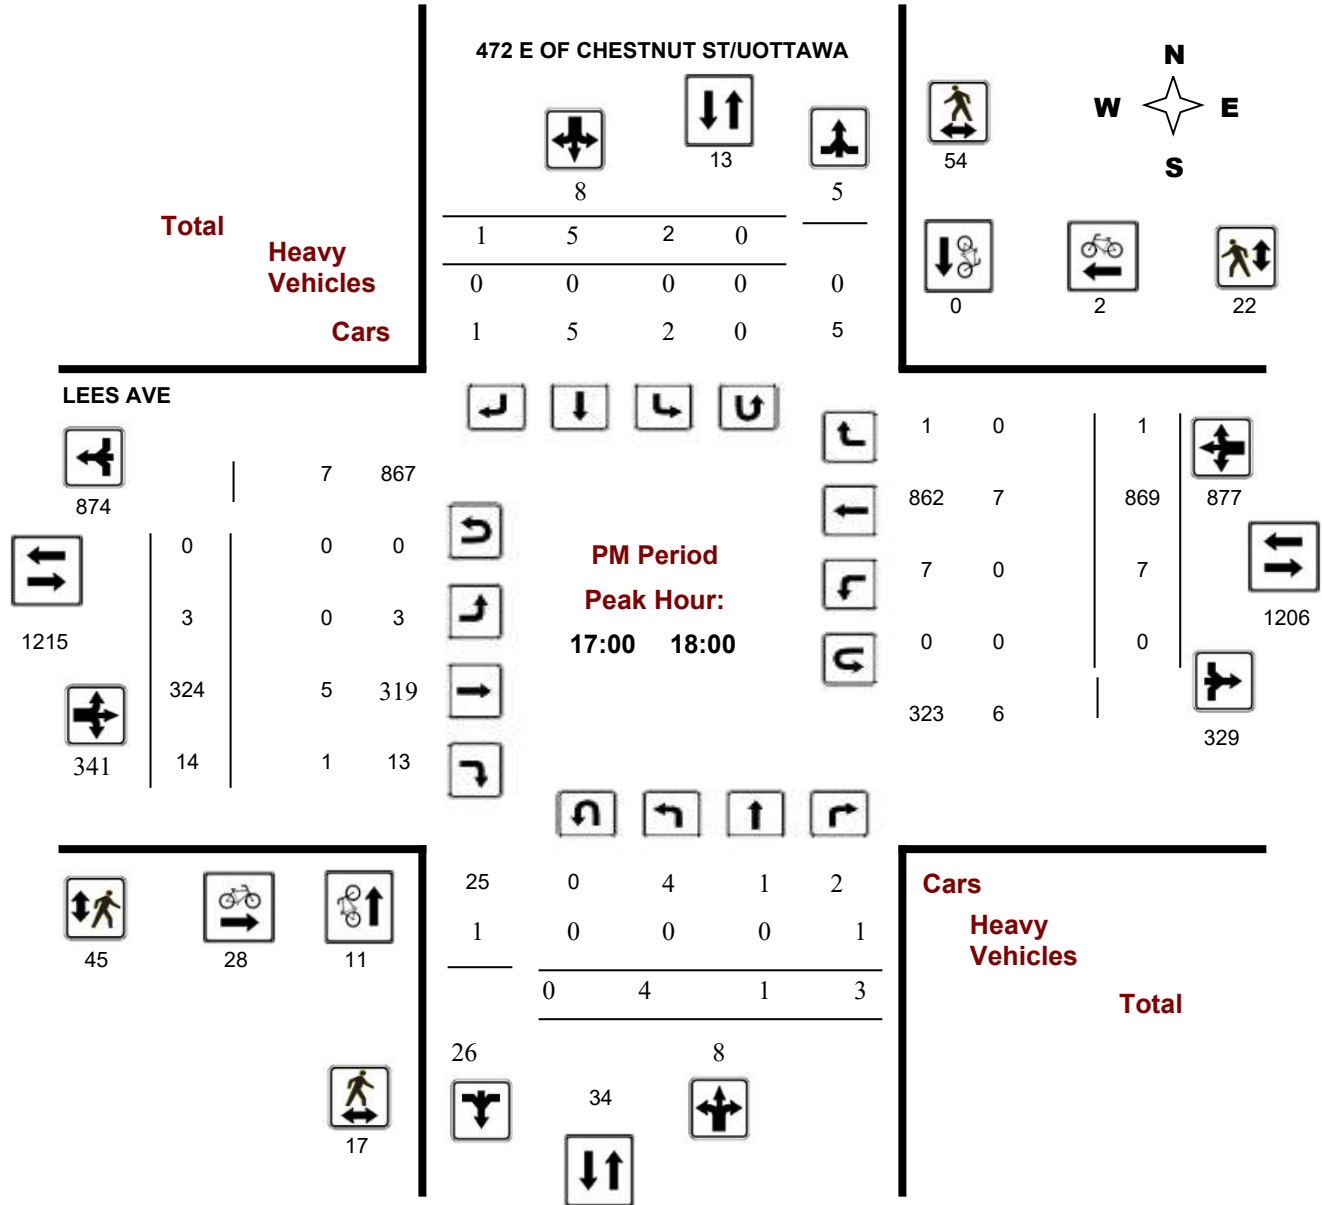 472 E OF CHESTNUT ST/UOTTAWA
N
W E
S
13
54
8 5
Total
1 5 2 0
Heavy
Vehicles
0 0 0 0 0
0 2 22
Cars
1 5 2 0 5
LEES AVE
1 0 1
7 867
874
862 7 869 877
0 0 0
PM Period
7 0 7
3 0 3
Peak Hour:
1215
17:00 18:00
0 0 0
1206
324 5 319
323 6
329
341 14 1 13
25 0 4 1 2
Cars
1 0 0 0 1
Heavy
Vehicles
45 28 11
0 4 1 3
Total
26 8
34
17